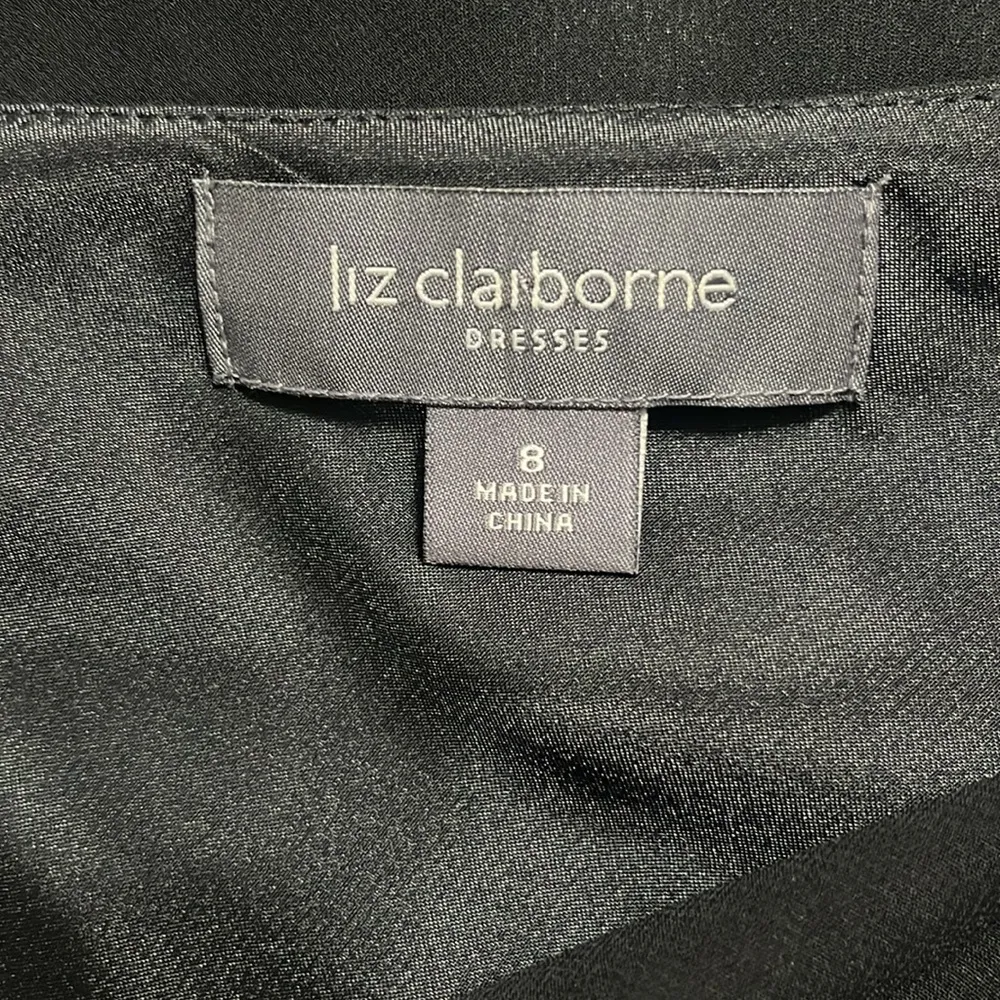 liz claiborne
DRESSES
8
MADE IN
CHINA